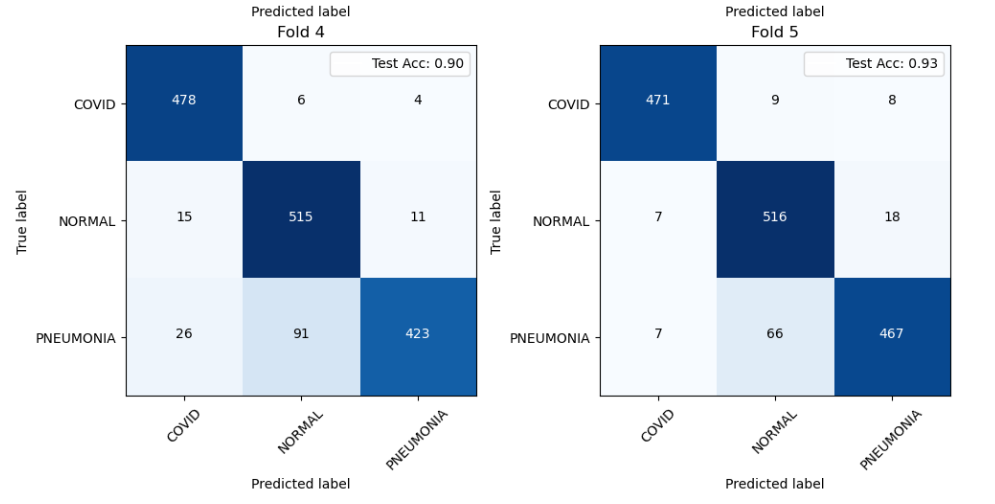 Predicted label
Predicted label
Fold 4
Fold 5
Test Acc: 0.90
Test Acc: 0.93
COVID
478
6
4
COVID
471
9
8
True label
NORMAL
15
515
11
True label
NORMAL
7
516
18
PNEUMONIA
26
91
423
PNEUMONIA
7
66
467
COVID
NORMAL
PNEUMONIA
COVID
NORMAL
PNEUMONIA
Predicted label
Predicted label